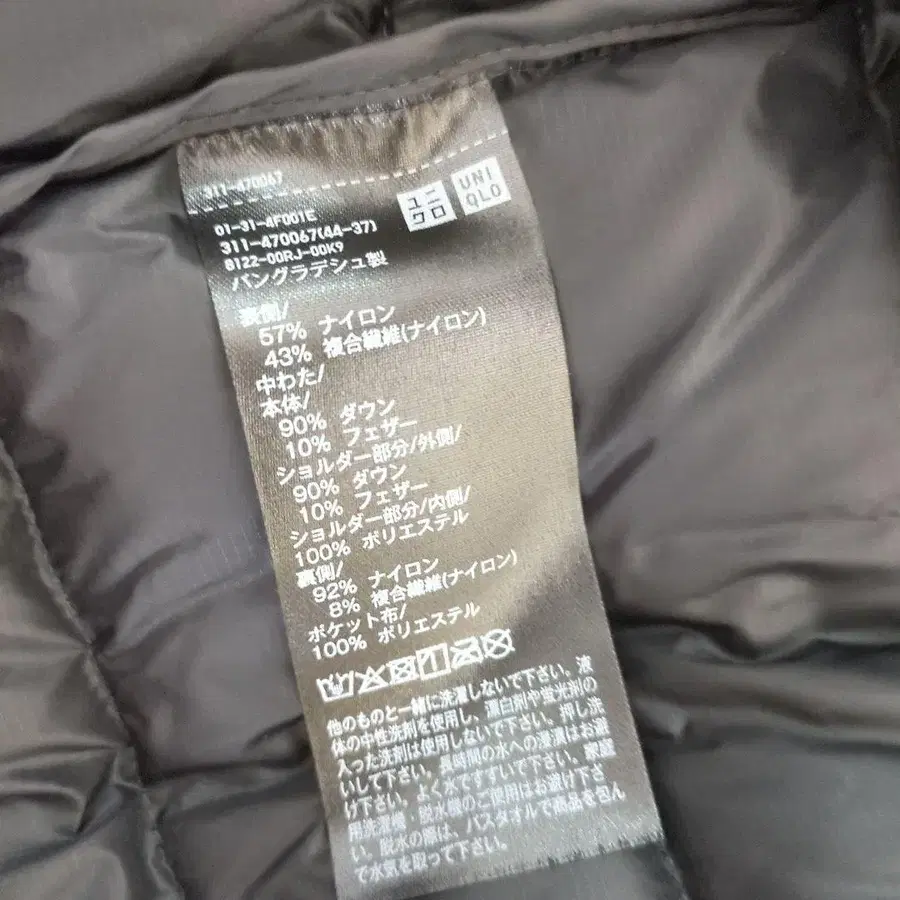 311-470067
ユニクロ
UNIQLO
01-31-4F001E
311-470067(44-37)
8122-00RJ-00K9
バングラデシュ製
表側/
57% ナイロン
43% 複合繊維(ナイロン)
中わた/
本体/
90% ダウン
10% フェザー
ショルダー部分/外側/
90% ダウン
10% フェザー
ショルダー部分/内側/
100% ポリエステル
裏側/
92% ナイロン
8% 複合繊維(ナイロン)
ポケット布/
100% ポリエステル
他のものと一緒に洗濯しないで下さい。液
体の中性洗剤を使用し、漂白剤や蛍光剤の
入った洗剤は使用しないで下さい。押し洗
いして下さい。長時間の水への浸漬はお避
け下さい。よく水ですすいで下さい。家庭
用洗濯機・脱水機のご使用はお避け下さ
い。脱水の際は、バスタオルで商品を包ん
で水気を取って下さい。